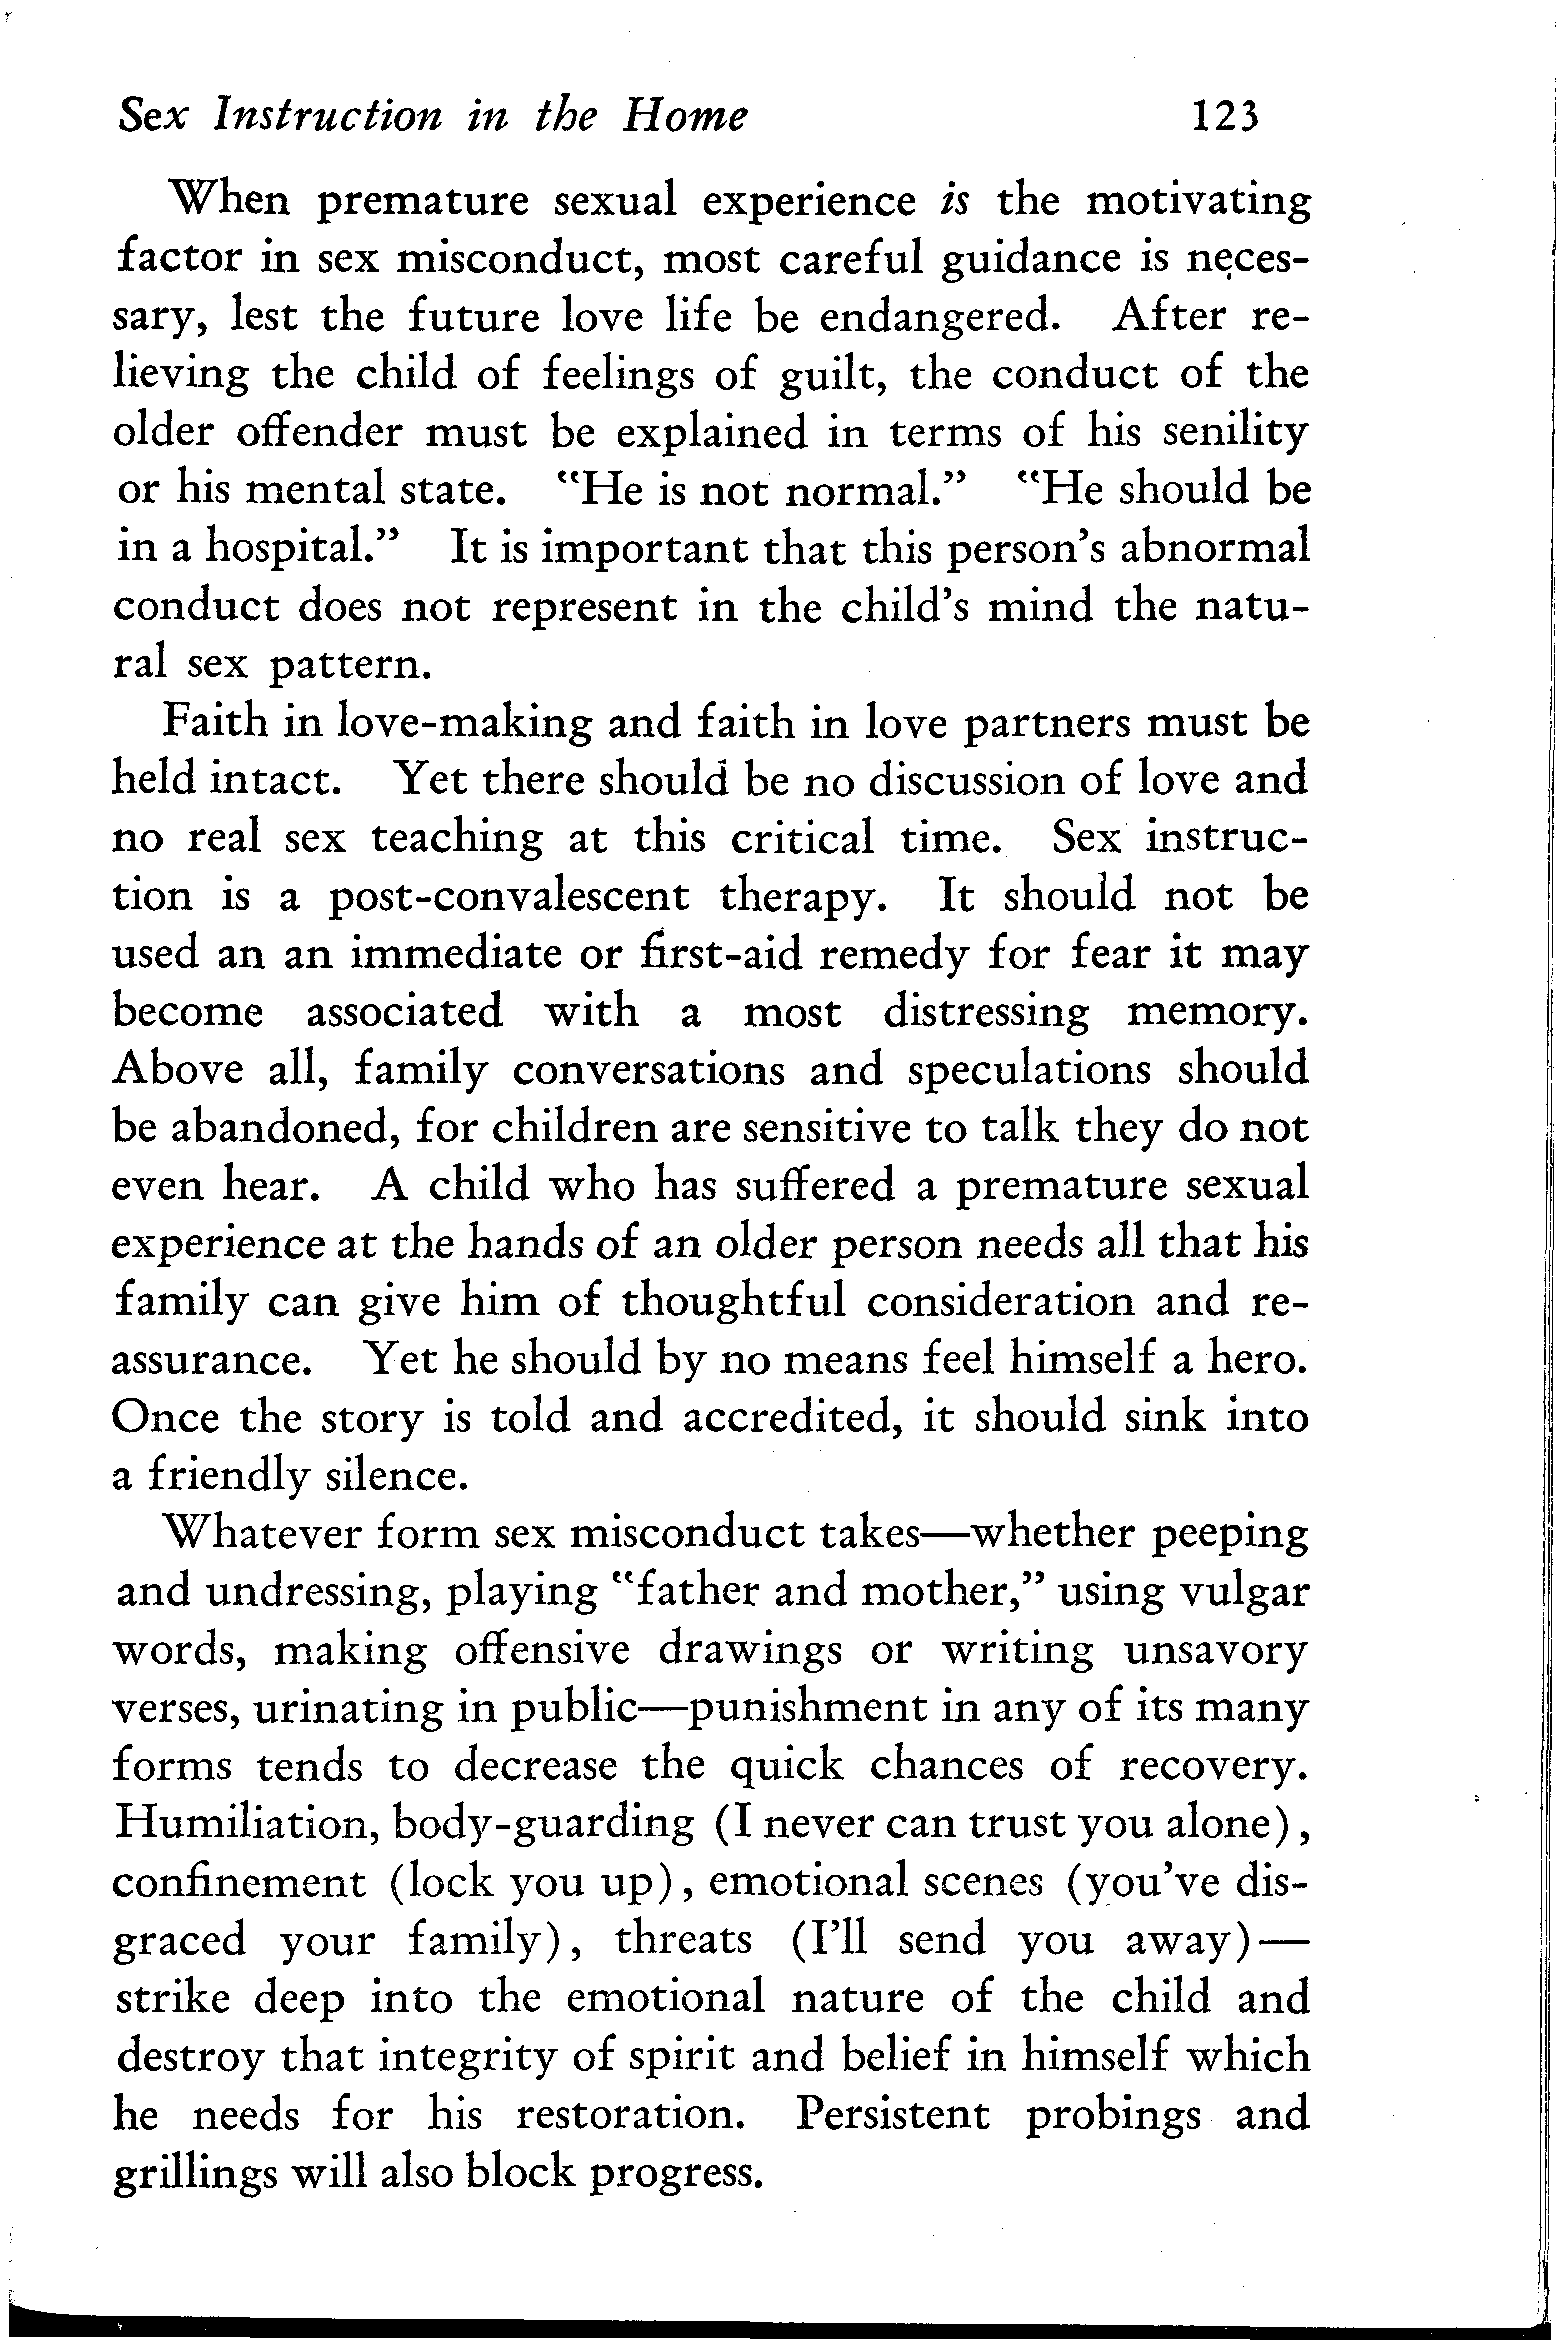 Sex Instruction in the Home 123
When premature sexual experience is the motivating
factor in sex misconduct, most careful guidance is neces-
sary, lest the future love life be endangered. After re-
lieving the child of feelings of guilt, the conduct of the
older offender must be explained in terms of his senility
or his mental state. "He is not normal." "He should be
in a hospital." It is important that this person's abnormal
conduct does not represent in the child's mind the natu-
ral sex pattern.
Faith in love-making and faith in love partners must be
held intact. Yet there should be no discussion of love and
no real sex teaching at this critical time. Sex instruc-
tion is a post-convalescent therapy. It should not be
used an an immediate or first-aid remedy for fear it may
become associated with a most distressing memory.
Above all, family conversations and speculations should
be abandoned, for children are sensitive to talk they do not
even hear. A child who has suffered a premature sexual
experience at the hands of an older person needs all that his
family can give him of thoughtful consideration and re-
assurance. Yet he should by no means feel himself a hero.
Once the story is told and accredited, it should sink into
a friendly silence.
Whatever form sex misconduct takes—whether peeping
and undressing, playing "father and mother," using vulgar
words, making offensive drawings or writing unsavory
verses, urinating in public—punishment in any of its many
forms tends to decrease the quick chances of recovery.
Humiliation, body-guarding (I never can trust you alone),
confinement (lock you up), emotional scenes (you've dis-
graced your family), threats (I'll send you away)—
strike deep into the emotional nature of the child and
destroy that integrity of spirit and belief in himself which
he needs for his restoration. Persistent probings and
grillings will also block progress.